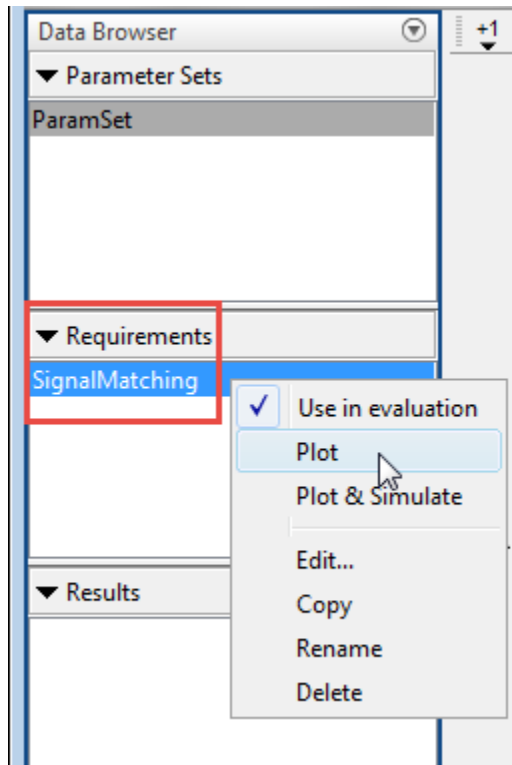 Data Browser
+1
Parameter Sets
ParamSet
Requirements
SignalMatching
Use in evaluation
Plot
Plot & Simulate
Edit...
Results
Copy
Rename
Delete